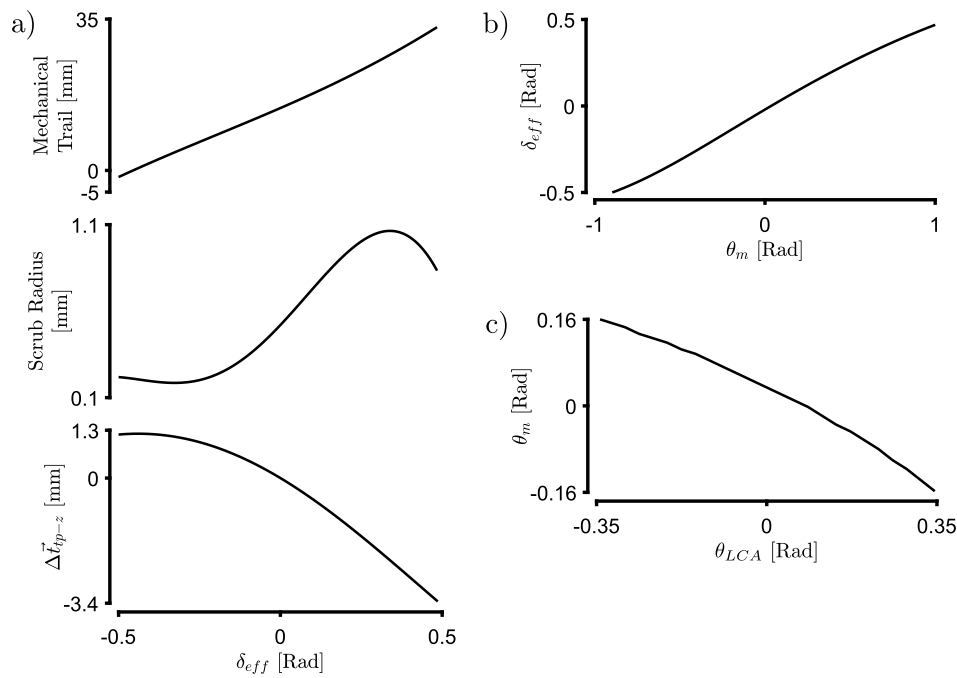 a)
35
Mechanical
Trail [mm]
0
-5
1.1
Scrub Radius
[mm]
0.1
1.3
0
Δt⃗tp−z [mm]
-3.4
-0.5
0
0.5
δeff [Rad]
b)
0.5
δeff [Rad]
0
-0.5
-1
0
1
θm [Rad]
c)
0.16
θm [Rad]
0
-0.16
-0.35
0
0.35
θLCA [Rad]